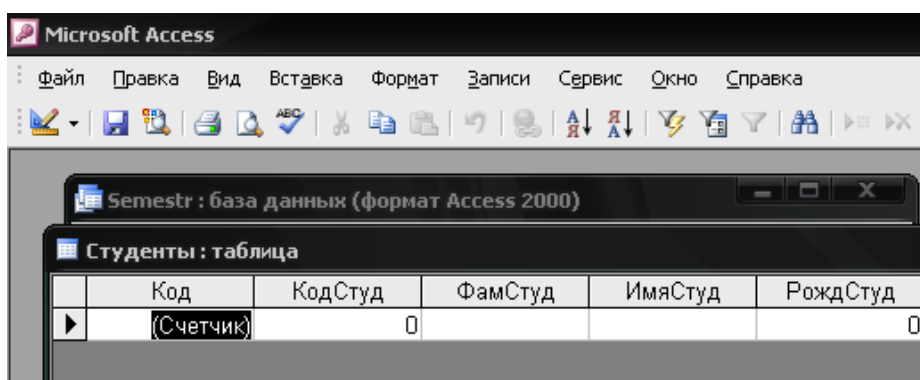 Microsoft Access
Файл Правка Вид Вставка Формат Записи Сервис Окно Справка
ABC А Я Я А
Semestr : база данных (формат Access 2000)
Студенты : таблица
Код КодСтуд ФамСтуд ИмяСтуд РождСтуд
(Счетчик) 0 0